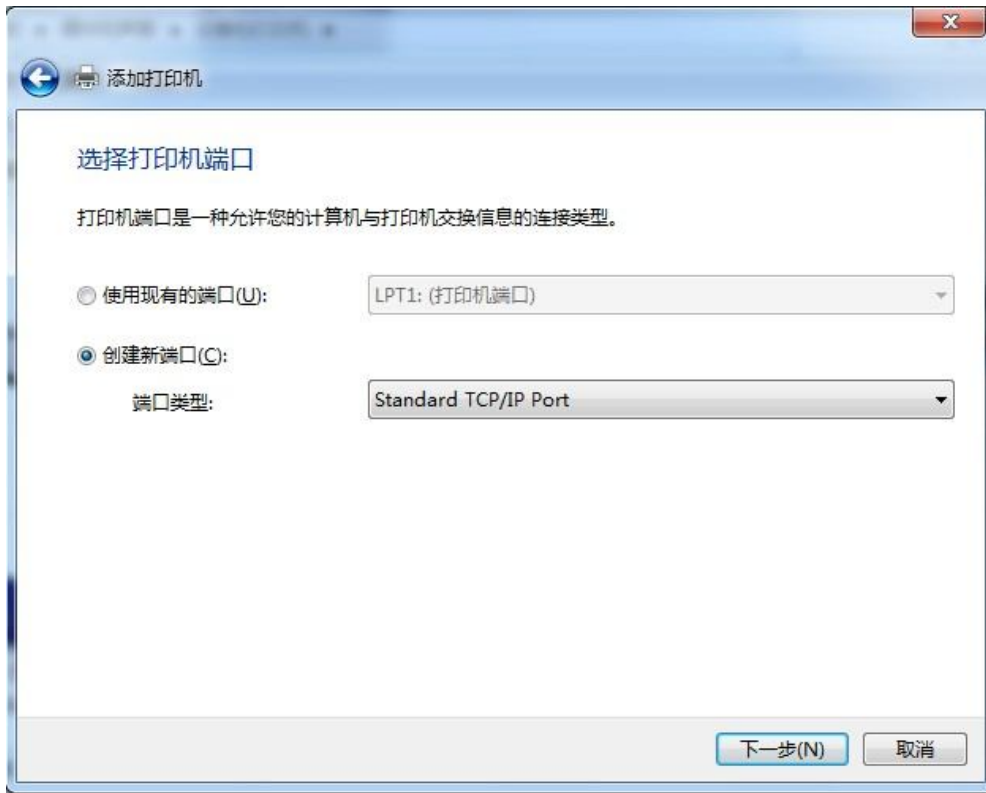 添加打印机
选择打印机端口
打印机端口是一种允许您的计算机与打印机交换信息的连接类型。
使用现有的端口(U): LPT1: (打印机端口)
创建新端口(C):
端口类型: Standard TCP/IP Port
下一步(N) 取消